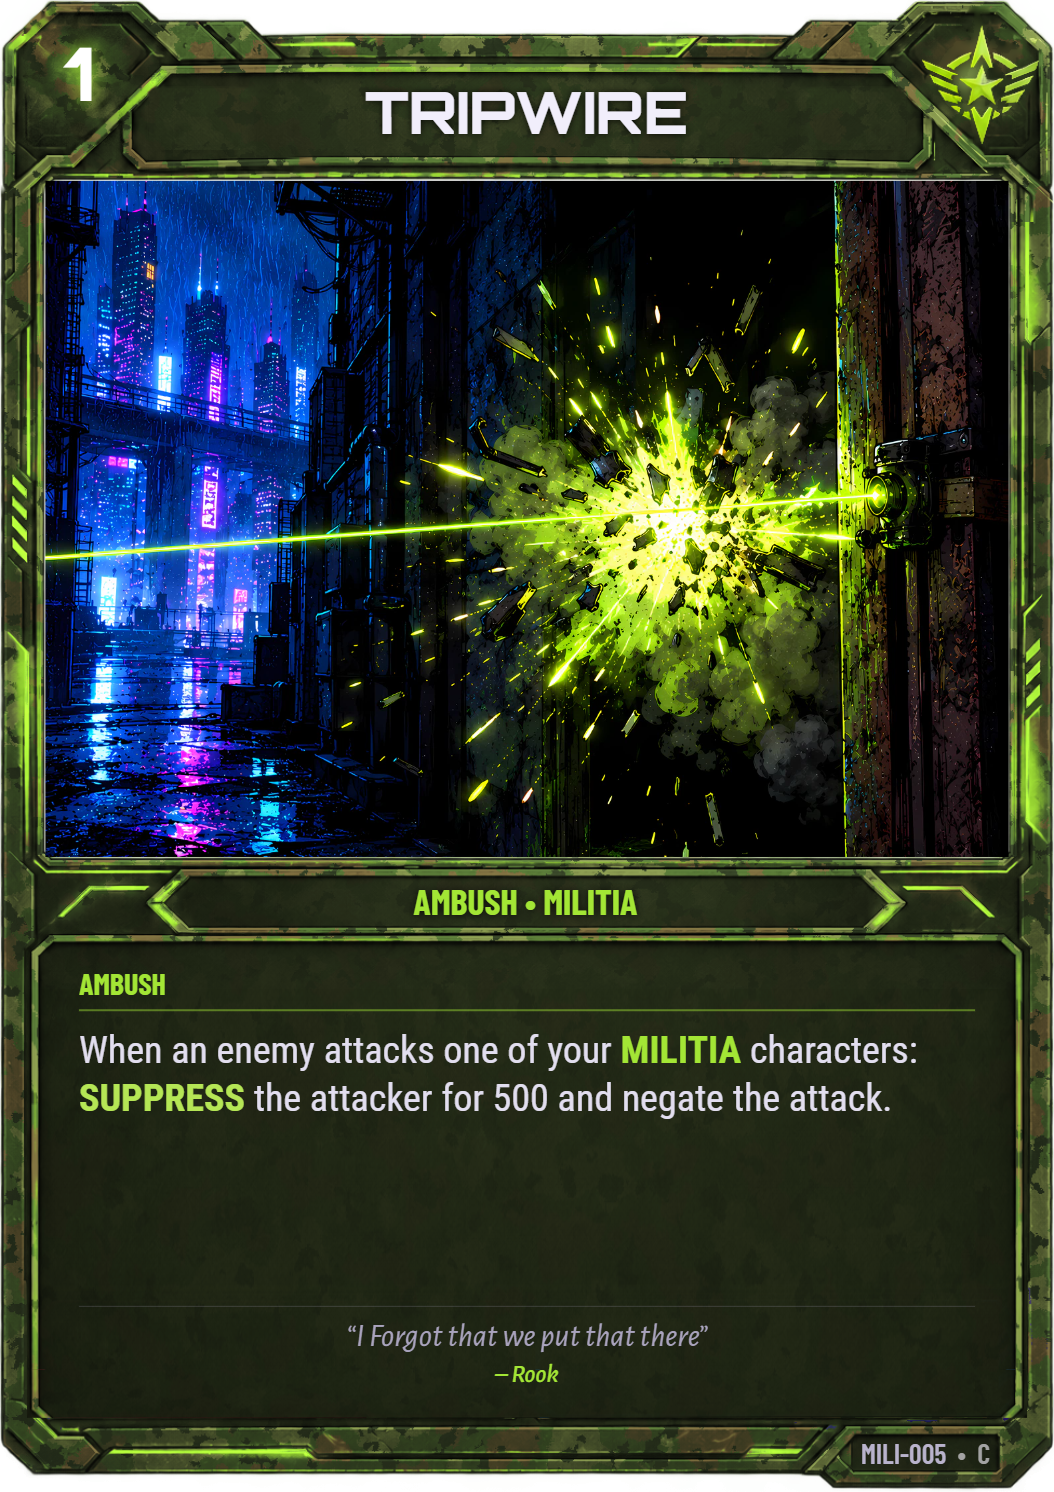 1
TRIPWIRE
AMBUSH • MILITIA
AMBUSH
When an enemy attacks one of your MILITIA characters:
SUPPRESS the attacker for 500 and negate the attack.
“I Forgot that we put that there”
– Rook
MILI-005 • C